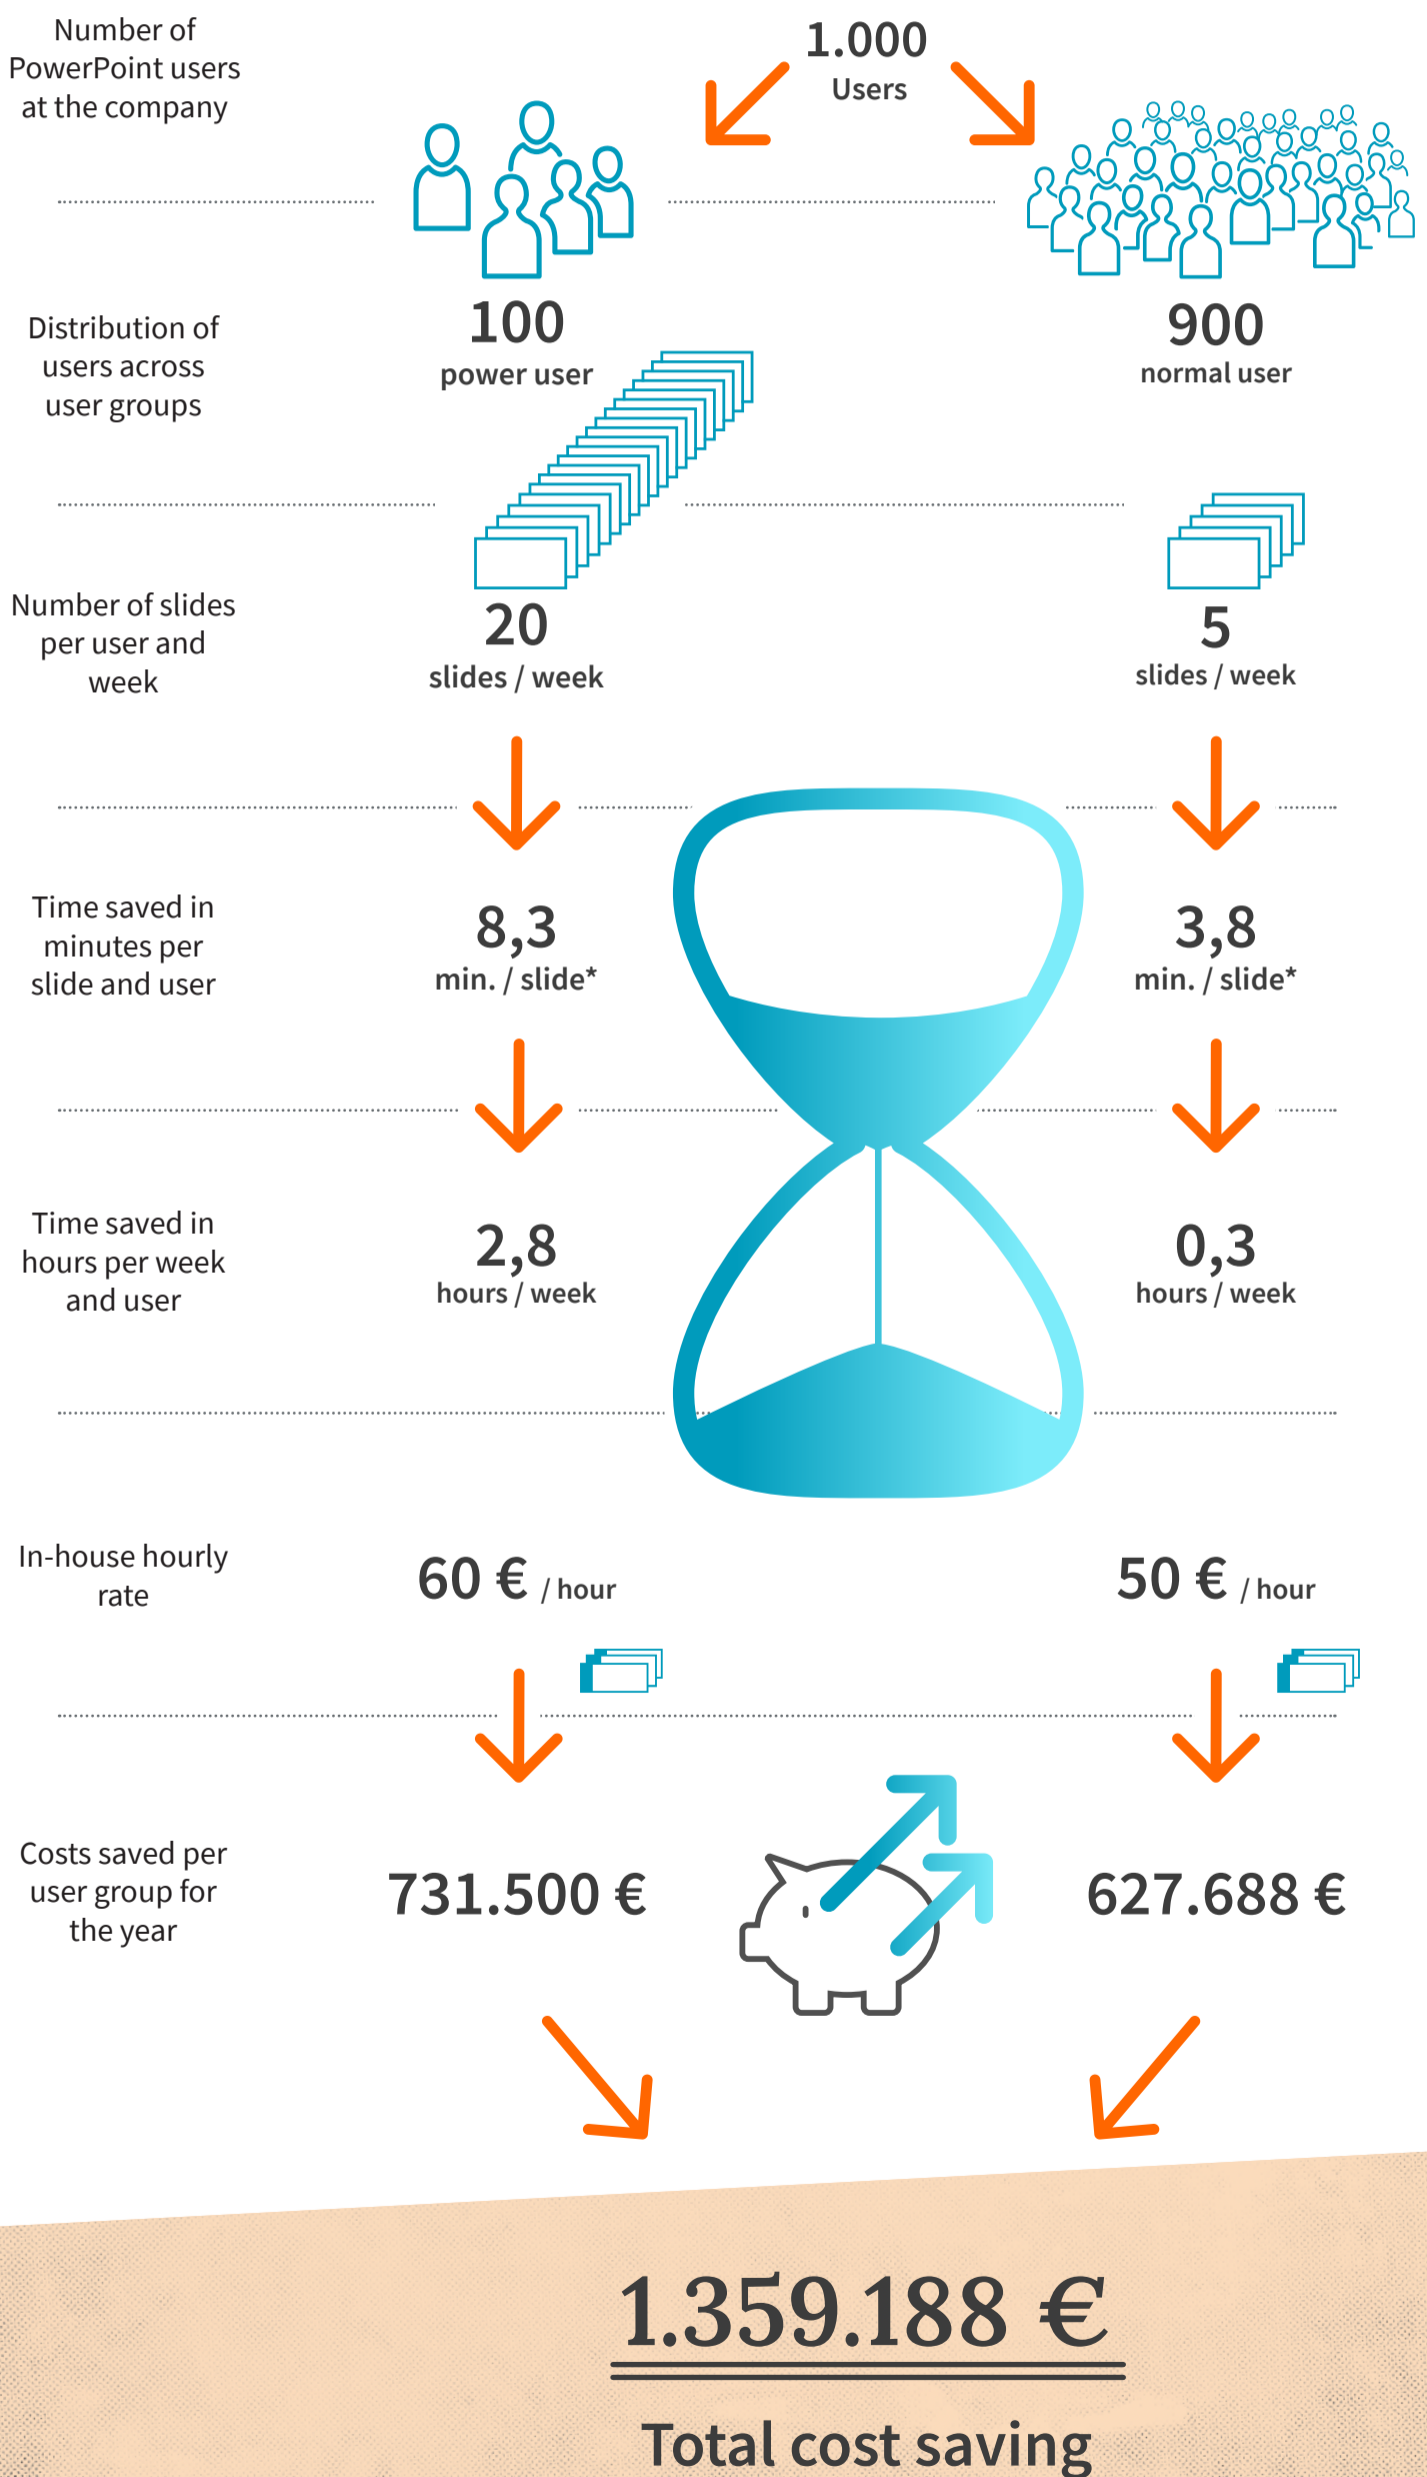 Number of
PowerPoint users
at the company
1.000
Users
Distribution of
users across
user groups
100
power user
900
normal user
Number of slides
per user and
week
20
slides / week
5
slides / week
Time saved in
minutes per
slide and user
8,3
min. / slide*
3,8
min. / slide*
Time saved in
hours per week
and user
2,8
hours / week
0,3
hours / week
In-house hourly
rate
60 € / hour
50 € / hour
Costs saved per
user group for
the year
731.500 €
627.688 €
1.359.188 €
Total cost saving